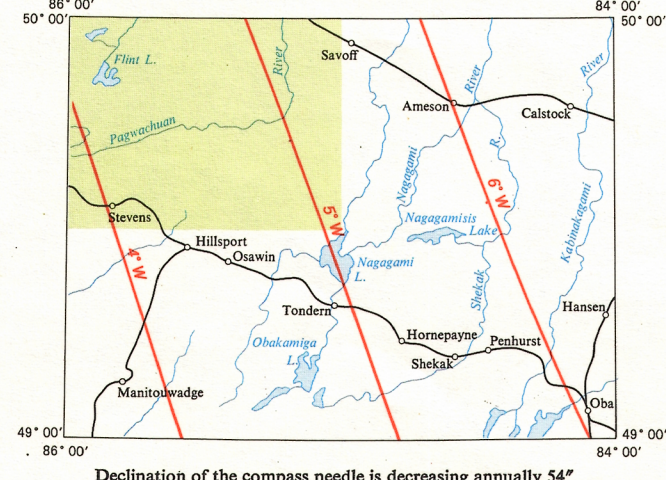 86° 00′
84° 00′
50° 00′
50° 00′
Savoff
Flint L.
River
River
River
Ameson
Calstock
Pagwachuan
R.
Nagagami
6° W
Kabinakagami
5° W
Stevens
Nagagamisis
Lake
4° W
Hillsport
Osawin
Nagagami
L.
Shekak
Tondern
Hansen
Hornepayne
Penhurst
Obakamiga
L.
Shekak
Manitouwadge
Oba
49° 00′
49° 00′
86° 00′
84° 00′
Declination of the compass needle is decreasing annually 54″